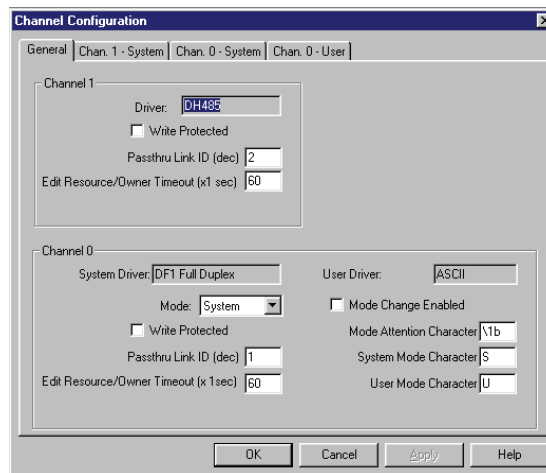 Channel Configuration
General Chan. 1 - System Chan. 0 - System Chan. 0 - User
Channel 1
Driver: DH485
Write Protected
Passthru Link ID (dec) 2
Edit Resource/Owner Timeout (x1 sec) 60
Channel 0
System Driver: DF1 Full Duplex User Driver: ASCII
Mode: System Mode Change Enabled
Write Protected Mode Attention Character \1b
Passthru Link ID (dec) 1 System Mode Character S
Edit Resource/Owner Timeout (x 1sec) 60 User Mode Character U
OK Cancel Apply Help